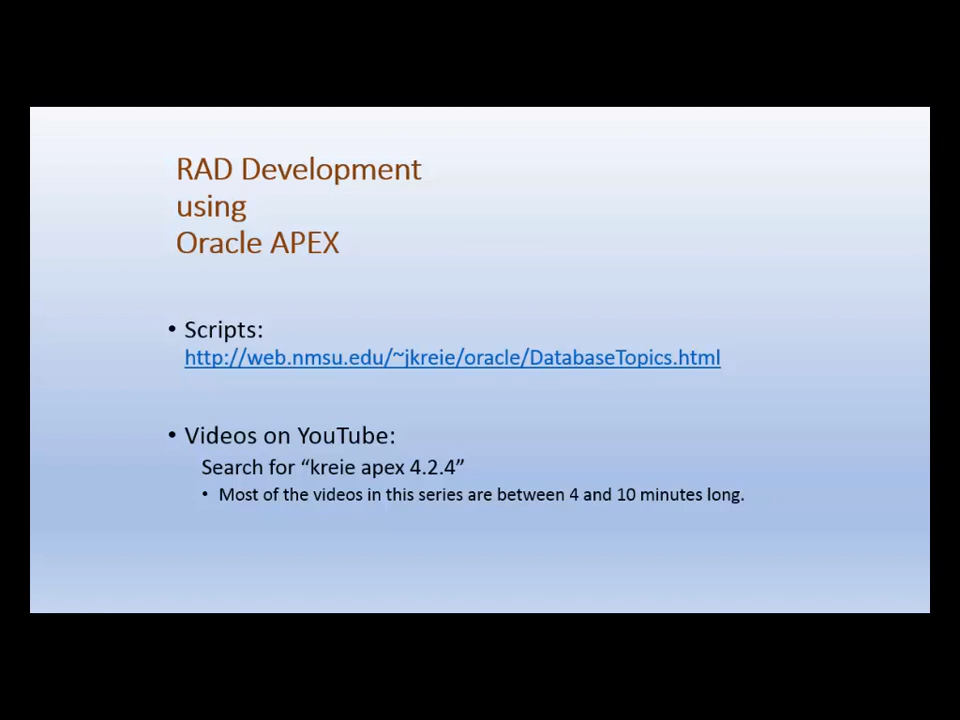 RAD Development
using
Oracle APEX
• Scripts:
http://web.nmsu.edu/~jkreie/oracle/DatabaseTopics.html
• Videos on YouTube:
Search for “kreie apex 4.2.4”
• Most of the videos in this series are between 4 and 10 minutes long.